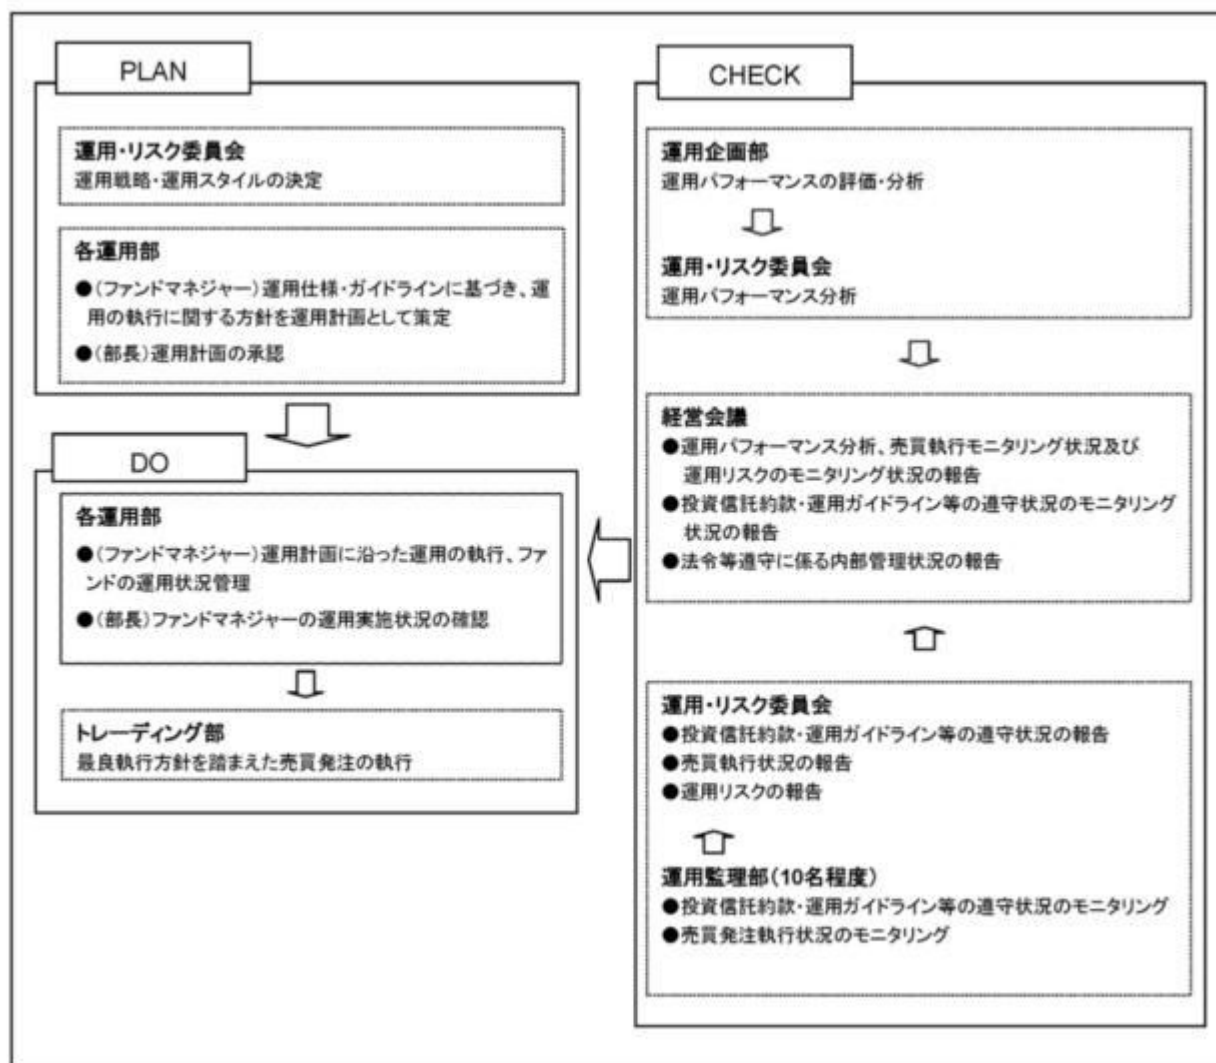 PLAN
運用・リスク委員会
運用戦略・運用スタイルの決定
各運用部
●(ファンドマネジャー)運用仕様・ガイドラインに基づき、運
用の執行に関する方針を運用計画として策定
●(部長)運用計画の承認
DO
各運用部
●(ファンドマネジャー)運用計画に沿った運用の執行、ファ
ンドの運用状況管理
●(部長)ファンドマネジャーの運用実施状況の確認
トレーディング部
最良執行方針を踏まえた売買発注の執行
CHECK
運用企画部
運用パフォーマンスの評価・分析
運用・リスク委員会
運用パフォーマンス分析
経営会議
●運用パフォーマンス分析、売買執行モニタリング状況及び
運用リスクのモニタリング状況の報告
●投資信託約款・運用ガイドライン等の遵守状況のモニタリング
状況の報告
●法令等遵守に係る内部管理状況の報告
運用・リスク委員会
●投資信託約款・運用ガイドライン等の遵守状況の報告
●売買執行状況の報告
●運用リスクの報告
運用監理部(10名程度)
●投資信託約款・運用ガイドライン等の遵守状況のモニタリング
●売買発注執行状況のモニタリング